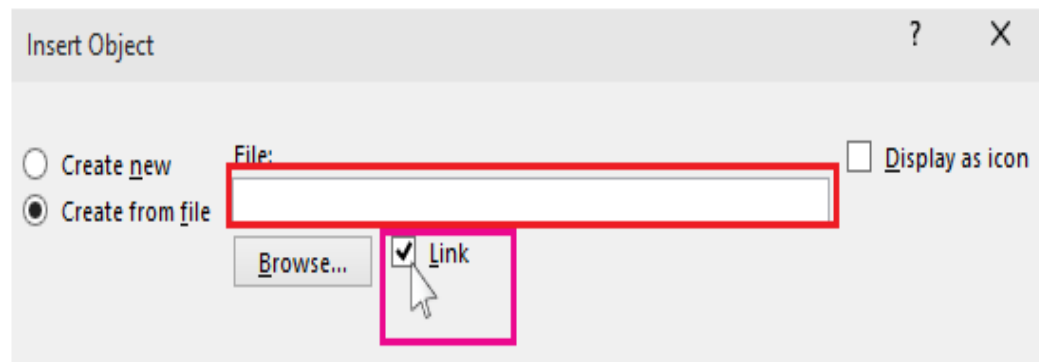 Insert Object ? X
Create new
File:
Display as icon
Create from file
Browse...
Link